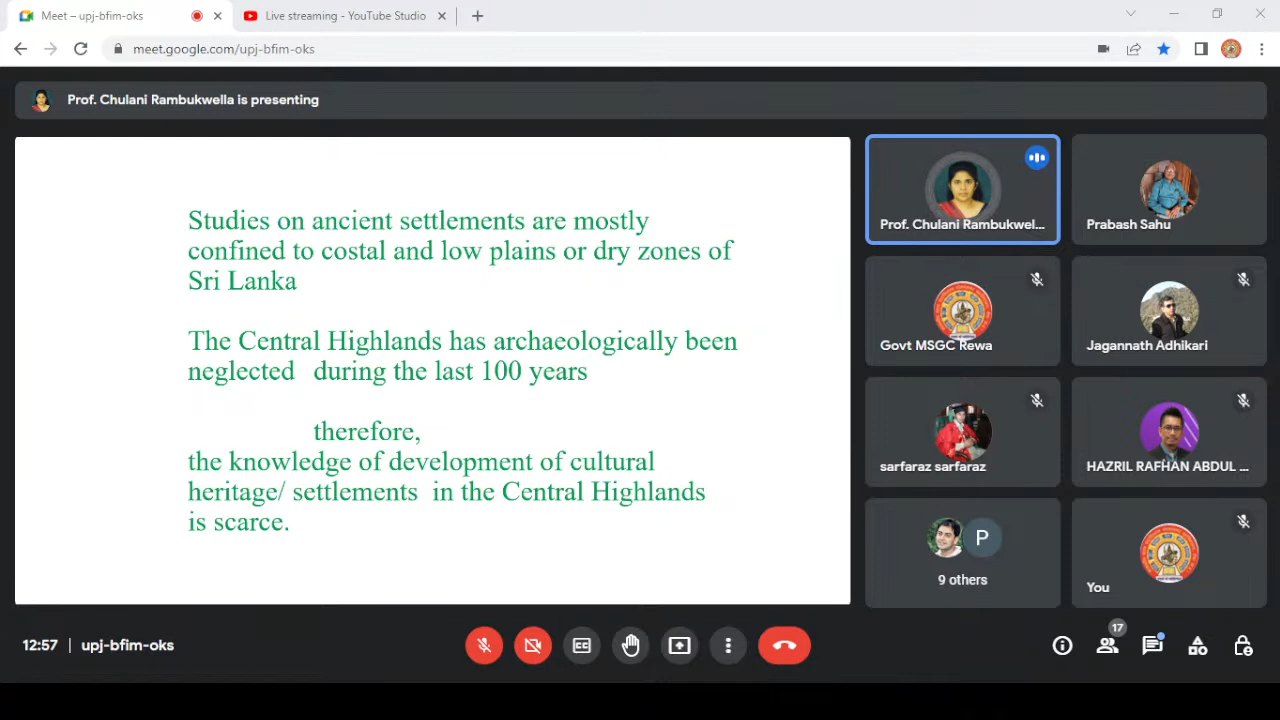 Meet – upj-bfim-oks
Live streaming - YouTube Studio
meet.google.com/upj-bfim-oks
Prof. Chulani Rambukwella is presenting
Studies on ancient settlements are mostly
confined to costal and low plains or dry zones of
Sri Lanka
The Central Highlands has archaeologically been
neglected during the last 100 years
therefore,
the knowledge of development of cultural
heritage/ settlements in the Central Highlands
is scarce.
Prof. Chulani Rambukwel...
Prabash Sahu
Govt MSGC Rewa
Jagannath Adhikari
sarfaraz sarfaraz
HAZRIL RAFHAN ABDUL ...
P
9 others
You
12:57 | upj-bfim-oks
CC
17